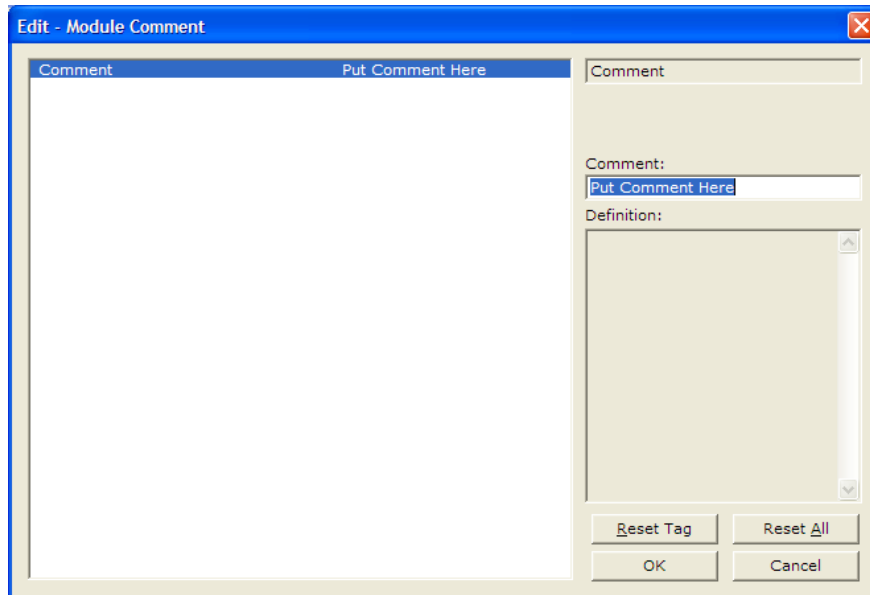 Edit - Module Comment
Comment Put Comment Here
Comment
Comment:
Put Comment Here
Definition:
Reset Tag Reset All
OK Cancel